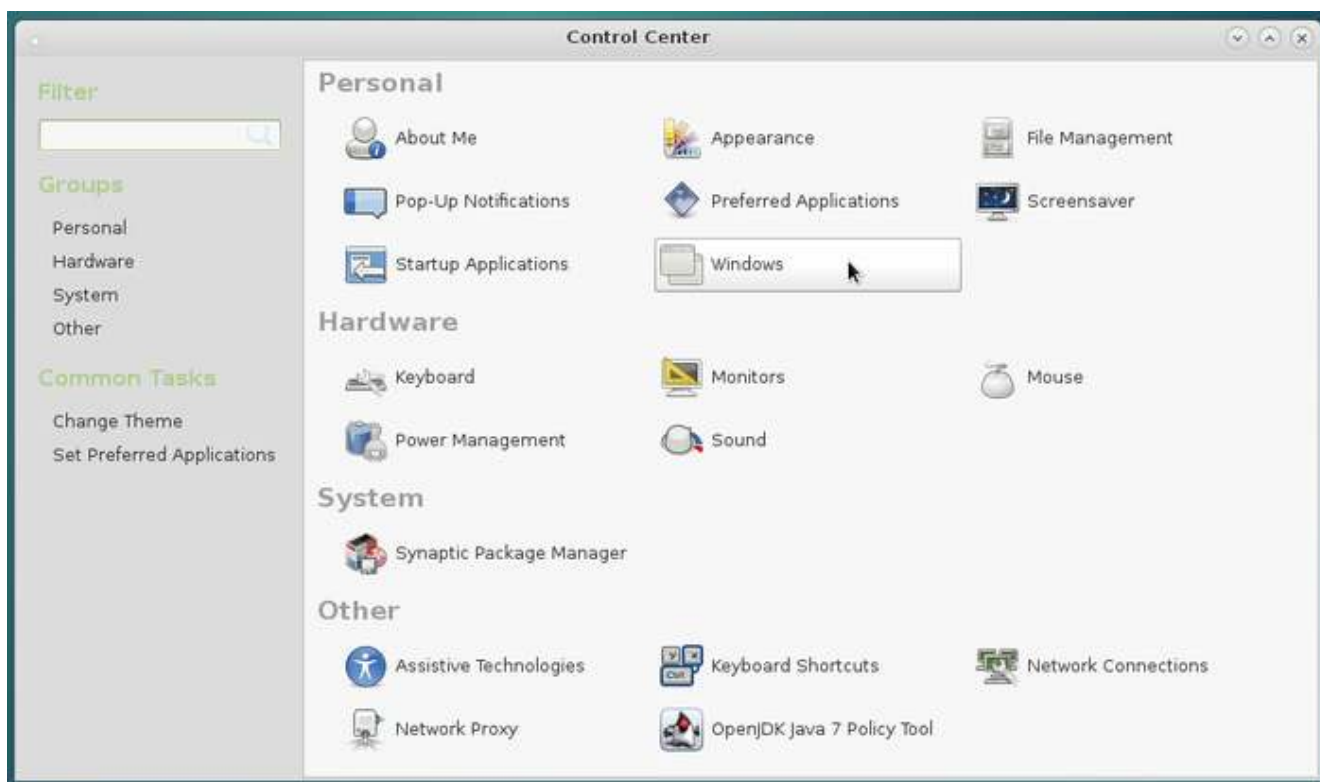 Control Center
Filter
Groups
Personal
Hardware
System
Other
Common Tasks
Change Theme
Set Preferred Applications
Personal
About Me
Appearance
File Management
Pop-Up Notifications
Preferred Applications
Screensaver
Startup Applications
Windows
Hardware
Keyboard
Monitors
Mouse
Power Management
Sound
System
Synaptic Package Manager
Other
Assistive Technologies
Keyboard Shortcuts
Network Connections
Network Proxy
OpenJDK Java 7 Policy Tool